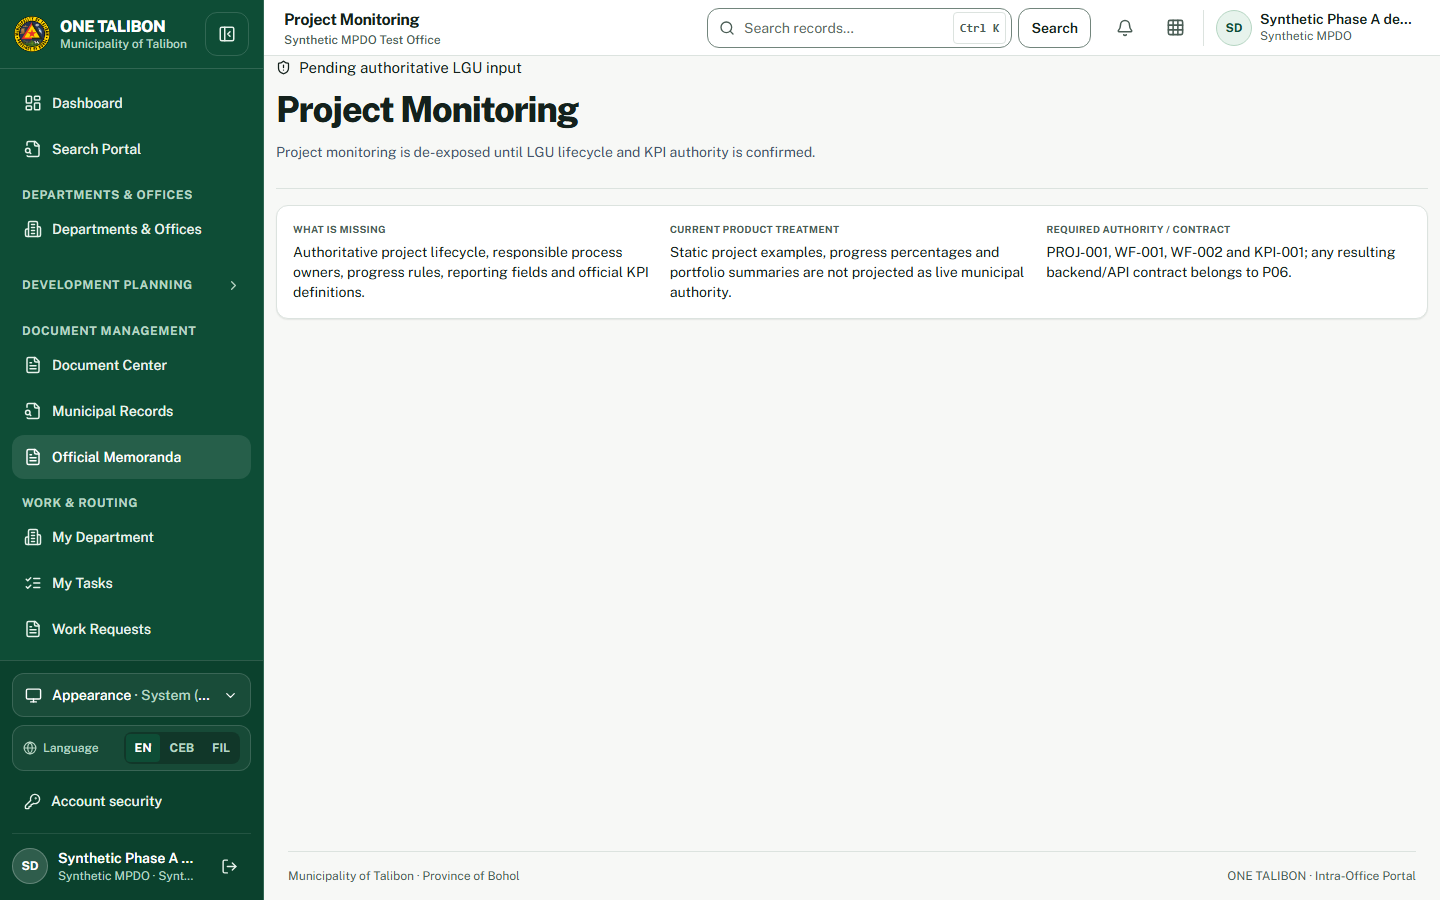 ONE TALIBON
Municipality of Talibon
Dashboard
Search Portal
DEPARTMENTS & OFFICES
Departments & Offices
DEVELOPMENT PLANNING
DOCUMENT MANAGEMENT
Document Center
Municipal Records
Official Memoranda
WORK & ROUTING
My Department
My Tasks
Work Requests
Appearance · System (...
Language EN CEB FIL
Account security
SD
Synthetic Phase A ...
Synthetic MPDO · Synt...
Project Monitoring
Synthetic MPDO Test Office
Search records... Ctrl K Search
SD
Synthetic Phase A de...
Synthetic MPDO
Pending authoritative LGU input
Project Monitoring
Project monitoring is de-exposed until LGU lifecycle and KPI authority is confirmed.
WHAT IS MISSING
Authoritative project lifecycle, responsible process
owners, progress rules, reporting fields and official KPI
definitions.
CURRENT PRODUCT TREATMENT
Static project examples, progress percentages and
portfolio summaries are not projected as live municipal
authority.
REQUIRED AUTHORITY / CONTRACT
PROJ-001, WF-001, WF-002 and KPI-001; any resulting
backend/API contract belongs to P06.
Municipality of Talibon · Province of Bohol
ONE TALIBON · Intra-Office Portal